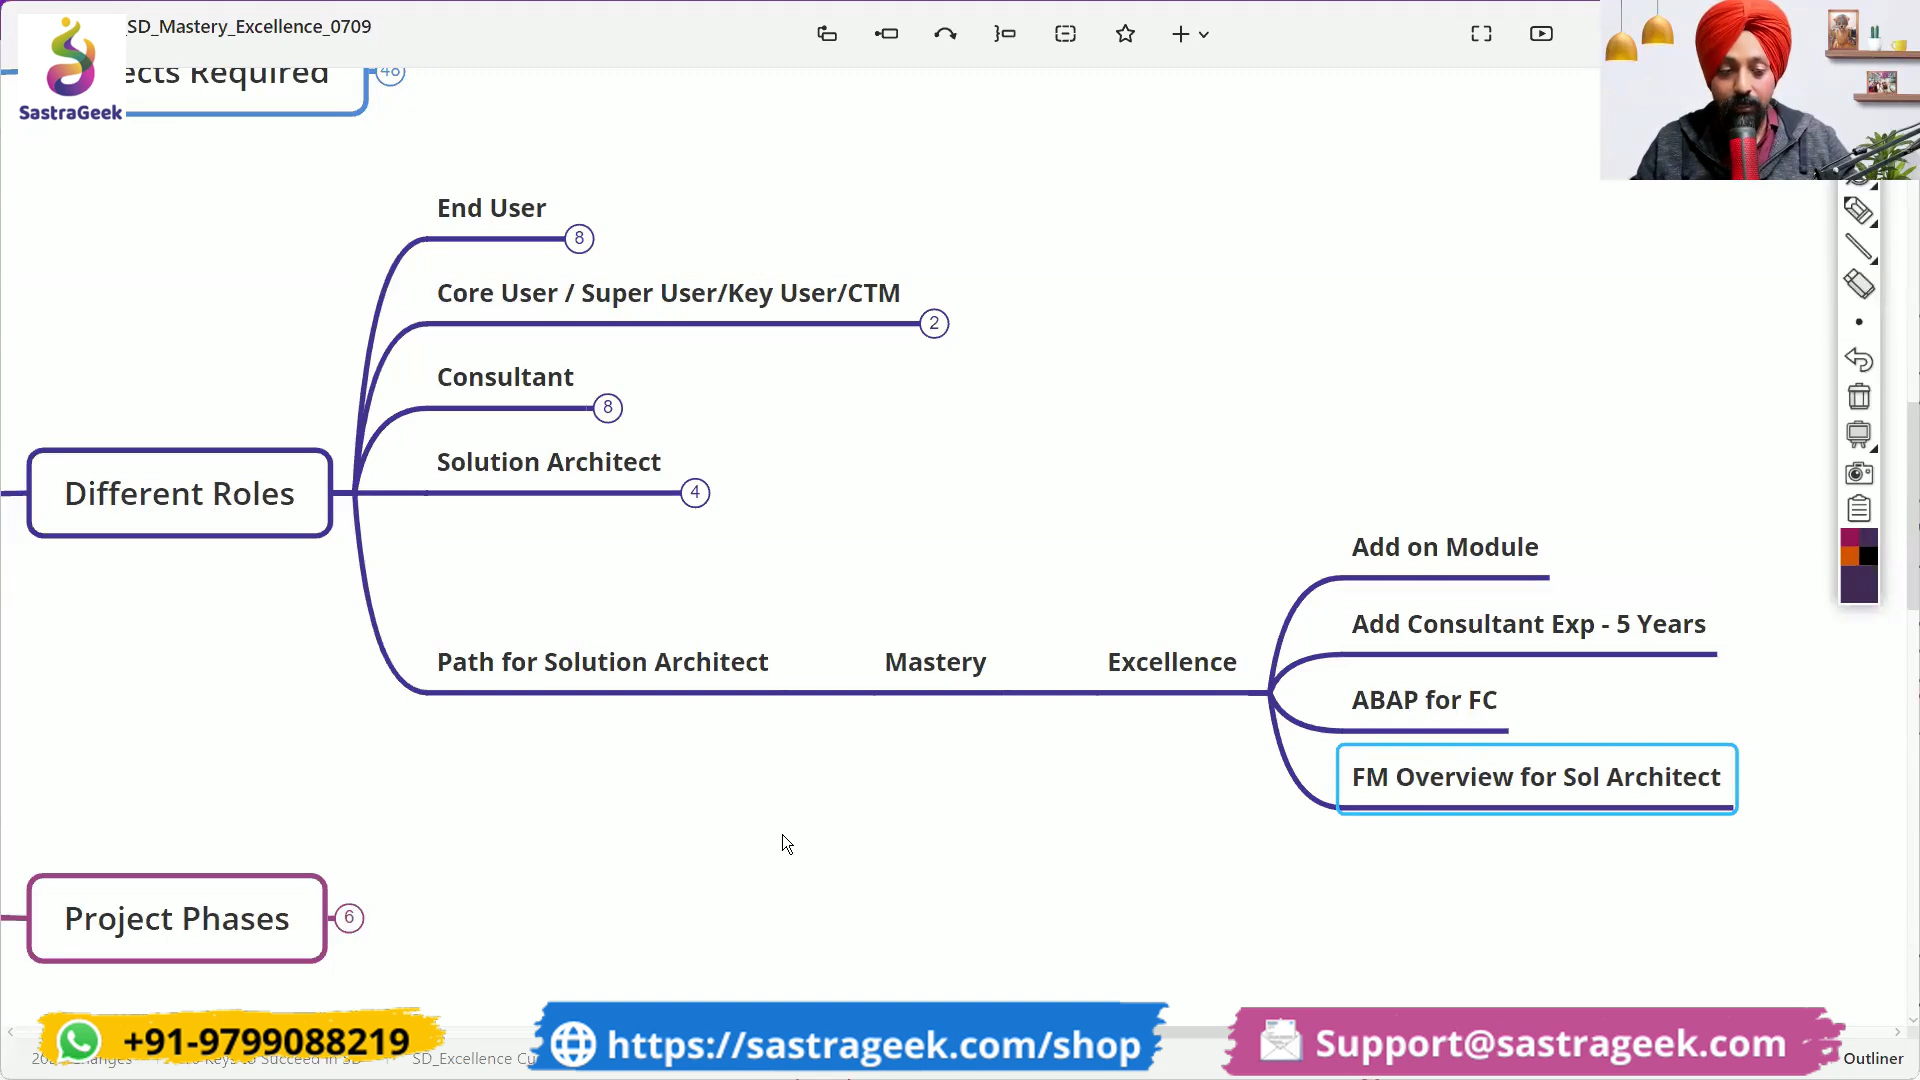 _SD_Mastery_Excellence_0709
SastraGeek
ects Required
48
End User
8
Core User / Super User/Key User/CTM
2
Consultant
8
Solution Architect
4
Different Roles
Add on Module
Add Consultant Exp - 5 Years
Path for Solution Architect
Mastery
Excellence
ABAP for FC
FM Overview for Sol Architect
Project Phases
6
+91-9799088219
https://sastrageek.com/shop
Support@sastrageek.com
SD_Excellence Cu
Outliner